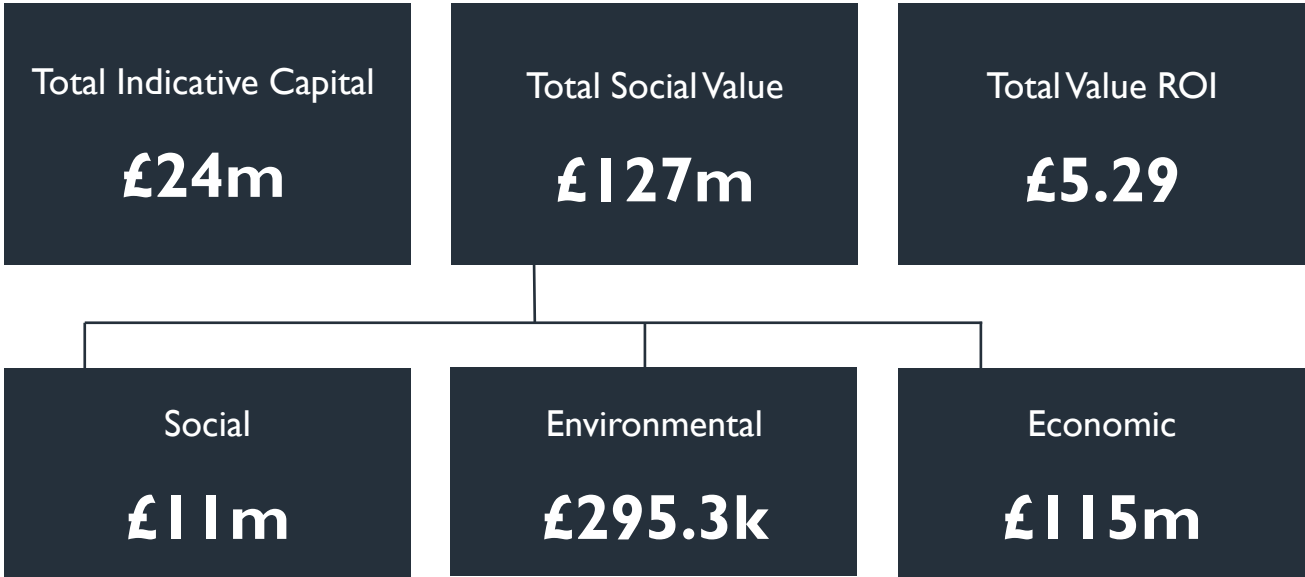 Total Indicative Capital
£24m
Total Social Value
£127m
Total Value ROI
£5.29
Social
£11m
Environmental
£295.3k
Economic
£115m